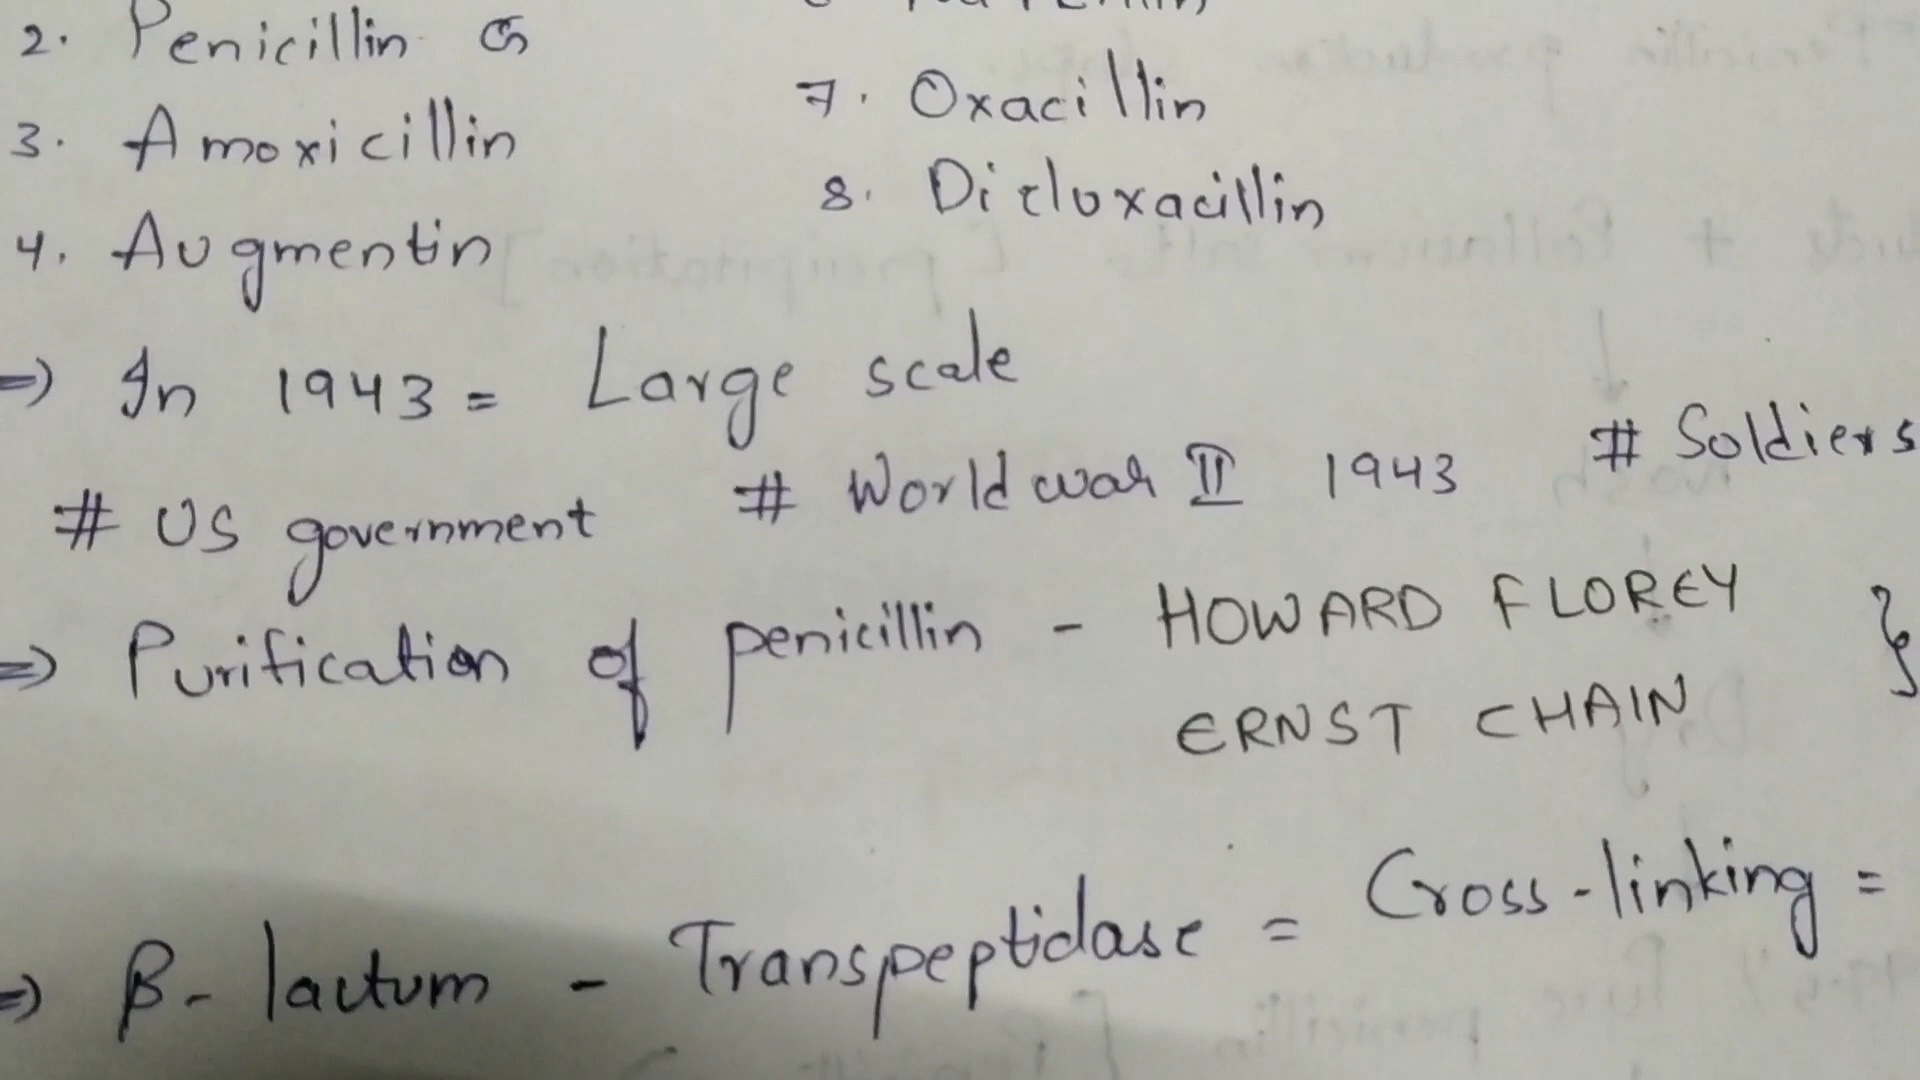 2. Penicillin G
3. Amoxicillin
4. Augmentin
7. Oxacillin
8. Dicloxacillin
=> In 1943 = Large scale
# US government # World war II 1943 # Soldiers
=> Purification of penicillin - HOWARD FLOREY }
ERNST CHAIN
=> β- lactum - Transpeptidase = Cross-linking =